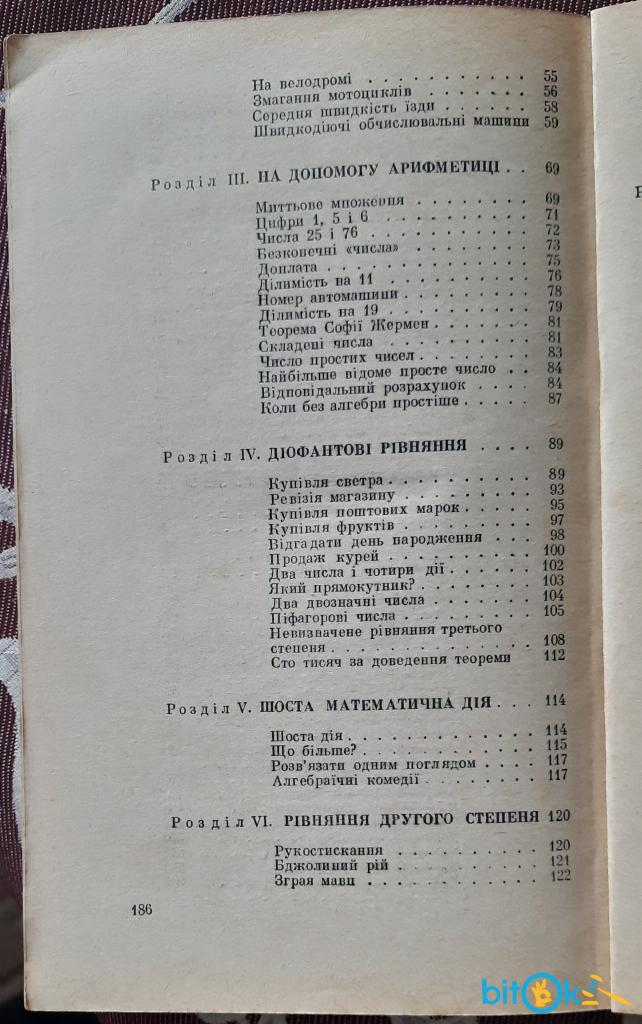 На велодромі . . . . . . . . . . . 55
Змагання мотоциклів . . . . . . . 56
Середня швидкість їзди . . . . . . 58
Швидкодіючі обчислювальні машини 59
Розділ III. НА ДОПОМОГУ АРИФМЕТИЦІ . . 69
Миттьове множення . . . . . . . . 69
Цифри 1, 5 і 6 . . . . . . . . . . 71
Числа 25 і 76 . . . . . . . . . . . 72
Безконечні «числа» . . . . . . . . 73
Доплата . . . . . . . . . . . . . 75
Ділимість на 11 . . . . . . . . . . 76
Номер автомашини . . . . . . . . . 78
Ділимість на 19 . . . . . . . . . . 79
Теорема Софії Жермен . . . . . . . 81
Складені числа . . . . . . . . . . 81
Число простих чисел . . . . . . . . 83
Найбільше відоме просте число . . 84
Відповідальний розрахунок . . . . 84
Коли без алгебри простіше . . . . . 87
Розділ IV. ДІОФАНТОВІ РІВНЯННЯ . . . . 89
Купівля светра . . . . . . . . . . 89
Ревізія магазину . . . . . . . . . 93
Купівля поштових марок . . . . . 95
Купівля фруктів . . . . . . . . . 97
Відгадати день народження . . . 98
Продаж курей . . . . . . . . . . 100
Два числа і чотири дії . . . . . . 102
Який прямокутник? . . . . . . . . 103
Два двозначні числа . . . . . . . 104
Піфагорові числа . . . . . . . . . 105
Невизначене рівняння третього
степеня . . . . . . . . . . . . . 108
Сто тисяч за доведення теореми 112
Розділ V. ШОСТА МАТЕМАТИЧНА ДІЯ . . . 114
Шоста дія . . . . . . . . . . . . 114
Що більше? . . . . . . . . . . . . 115
Розв'язати одним поглядом . . . . 117
Алгебраїчні комедії . . . . . . . . 117
Розділ VI. РІВНЯННЯ ДРУГОГО СТЕПЕНЯ 120
Рукостискання . . . . . . . . . . 120
Бджолиний рій . . . . . . . . . . 121
Зграя мавп . . . . . . . . . . . . 122
186
bitOk